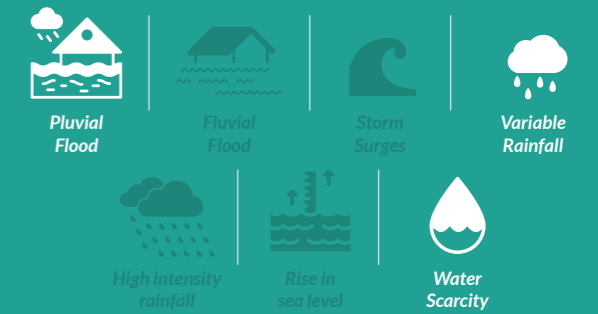 Pluvial
Flood
Fluvial
Flood
Storm
Surges
Variable
Rainfall
High intensity
rainfall
Rise in
sea level
Water
Scarcity